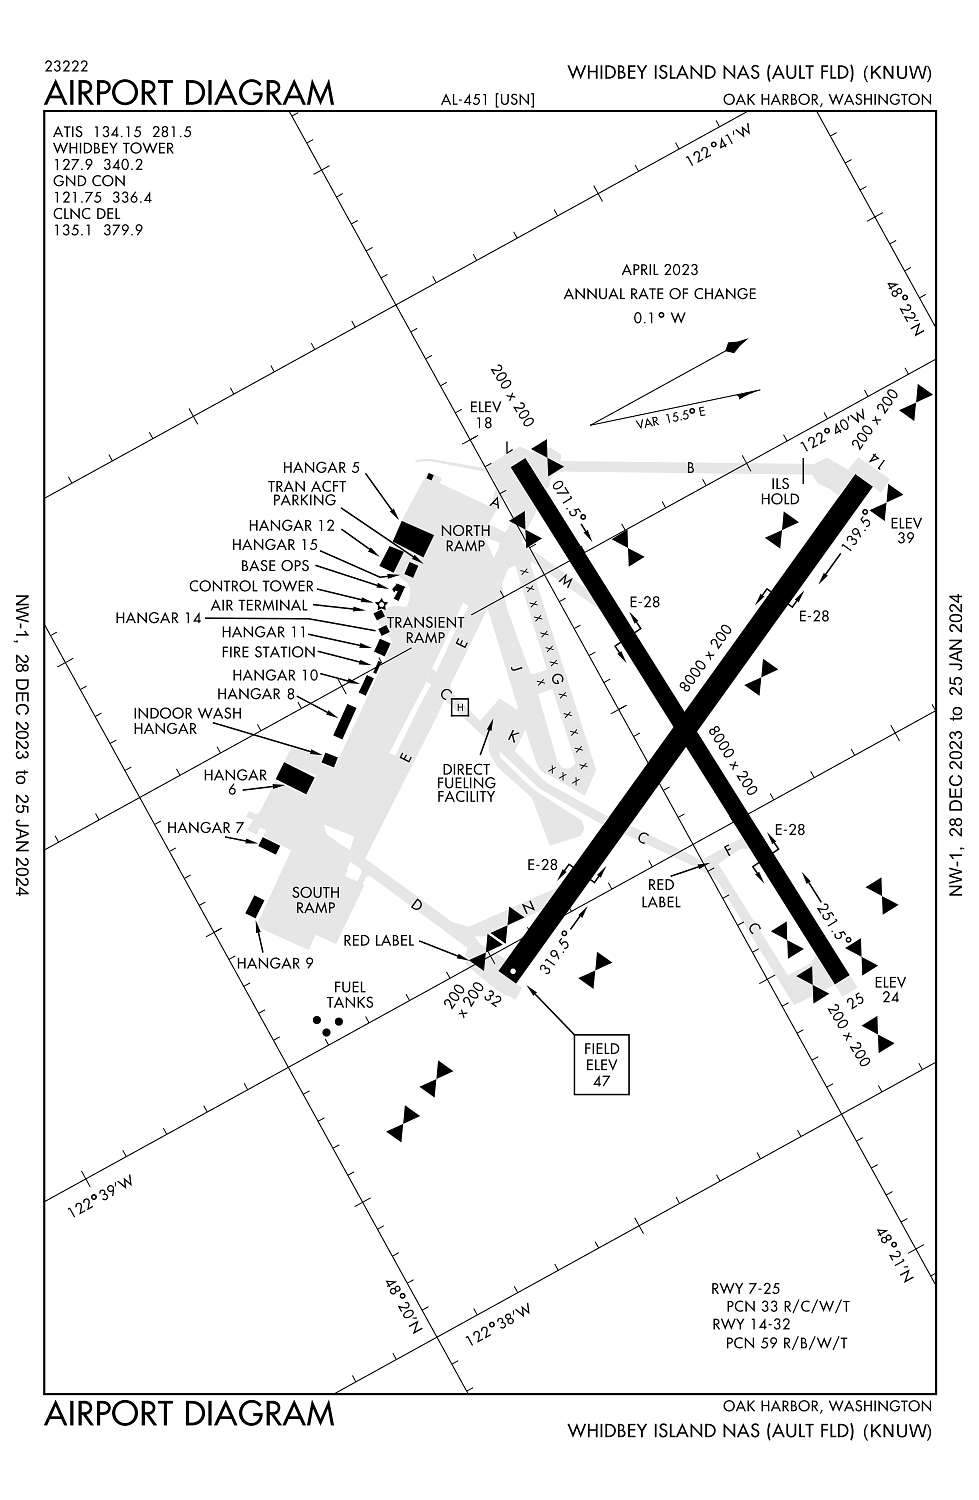 23222
AIRPORT DIAGRAM
AL-451 [USN]
WHIDBEY ISLAND NAS (AULT FLD) (KNUW)
OAK HARBOR, WASHINGTON
ATIS 134.15 281.5
WHIDBEY TOWER
127.9 340.2
GND CON
121.75 336.4
CLNC DEL
135.1 379.9
122°41'W
48°22'N
APRIL 2023
ANNUAL RATE OF CHANGE
0.1° W
VAR 15.5° E
200 x 200
ELEV
18
7
071.5°
B
122°40'W
200 x 200
14
ILS
HOLD
ELEV
39
139.5°
HANGAR 5
TRAN ACFT
PARKING
HANGAR 12
HANGAR 15
BASE OPS
CONTROL TOWER
AIR TERMINAL
HANGAR 14
HANGAR 11
FIRE STATION
HANGAR 10
HANGAR 8
INDOOR WASH
HANGAR
HANGAR
6
HANGAR 7
HANGAR 9
NORTH
RAMP
A
TRANSIENT
RAMP
E
M
E-28
E-28
8000 x 200
J
x x x x x x x x G x x x x x x x
x
x x x
C
H
K
E
DIRECT
FUELING
FACILITY
8000 x 200
E-28
E-28
C
F
RED
LABEL
C
251.5°
SOUTH
RAMP
D
N
RED LABEL
319.5°
200
x 200
32
ELEV
24
25
200 x 200
FUEL
TANKS
FIELD
ELEV
47
122°39'W
48°20'N
122°38'W
48°21'N
RWY 7-25
PCN 33 R/C/W/T
RWY 14-32
PCN 59 R/B/W/T
NW-1, 28 DEC 2023 to 25 JAN 2024
NW-1, 28 DEC 2023 to 25 JAN 2024
AIRPORT DIAGRAM
OAK HARBOR, WASHINGTON
WHIDBEY ISLAND NAS (AULT FLD) (KNUW)